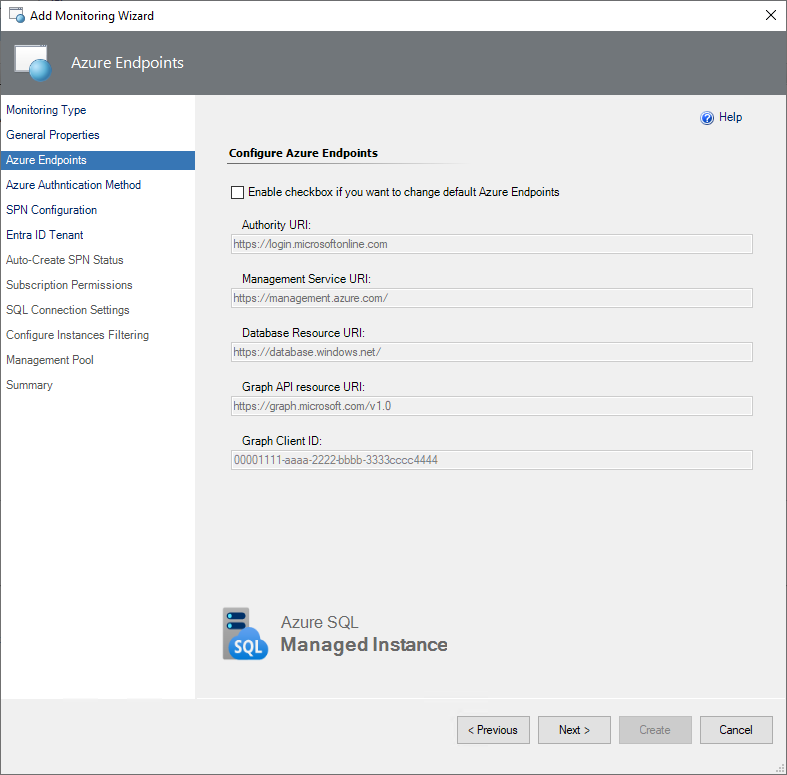 Add Monitoring Wizard
Azure Endpoints
Monitoring Type
General Properties
Azure Endpoints
Azure Authntication Method
SPN Configuration
Entra ID Tenant
Auto-Create SPN Status
Subscription Permissions
SQL Connection Settings
Configure Instances Filtering
Management Pool
Summary
? Help
Configure Azure Endpoints
Enable checkbox if you want to change default Azure Endpoints
Authority URI:
https://login.microsoftonline.com
Management Service URI:
https://management.azure.com/
Database Resource URI:
https://database.windows.net/
Graph API resource URI:
https://graph.microsoft.com/v1.0
Graph Client ID:
00001111-aaaa-2222-bbbb-3333cccc4444
SQL
Azure SQL
Managed Instance
< Previous
Next >
Create
Cancel